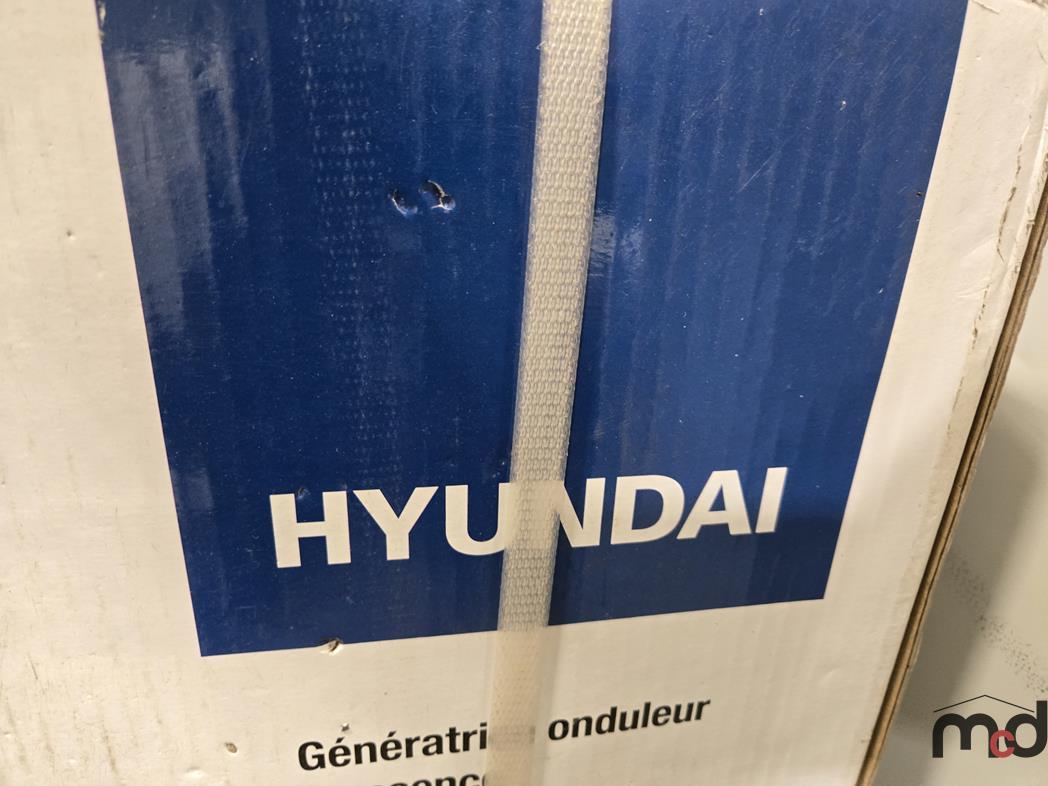 HYUNDAI
Génératri onduleur
mcd